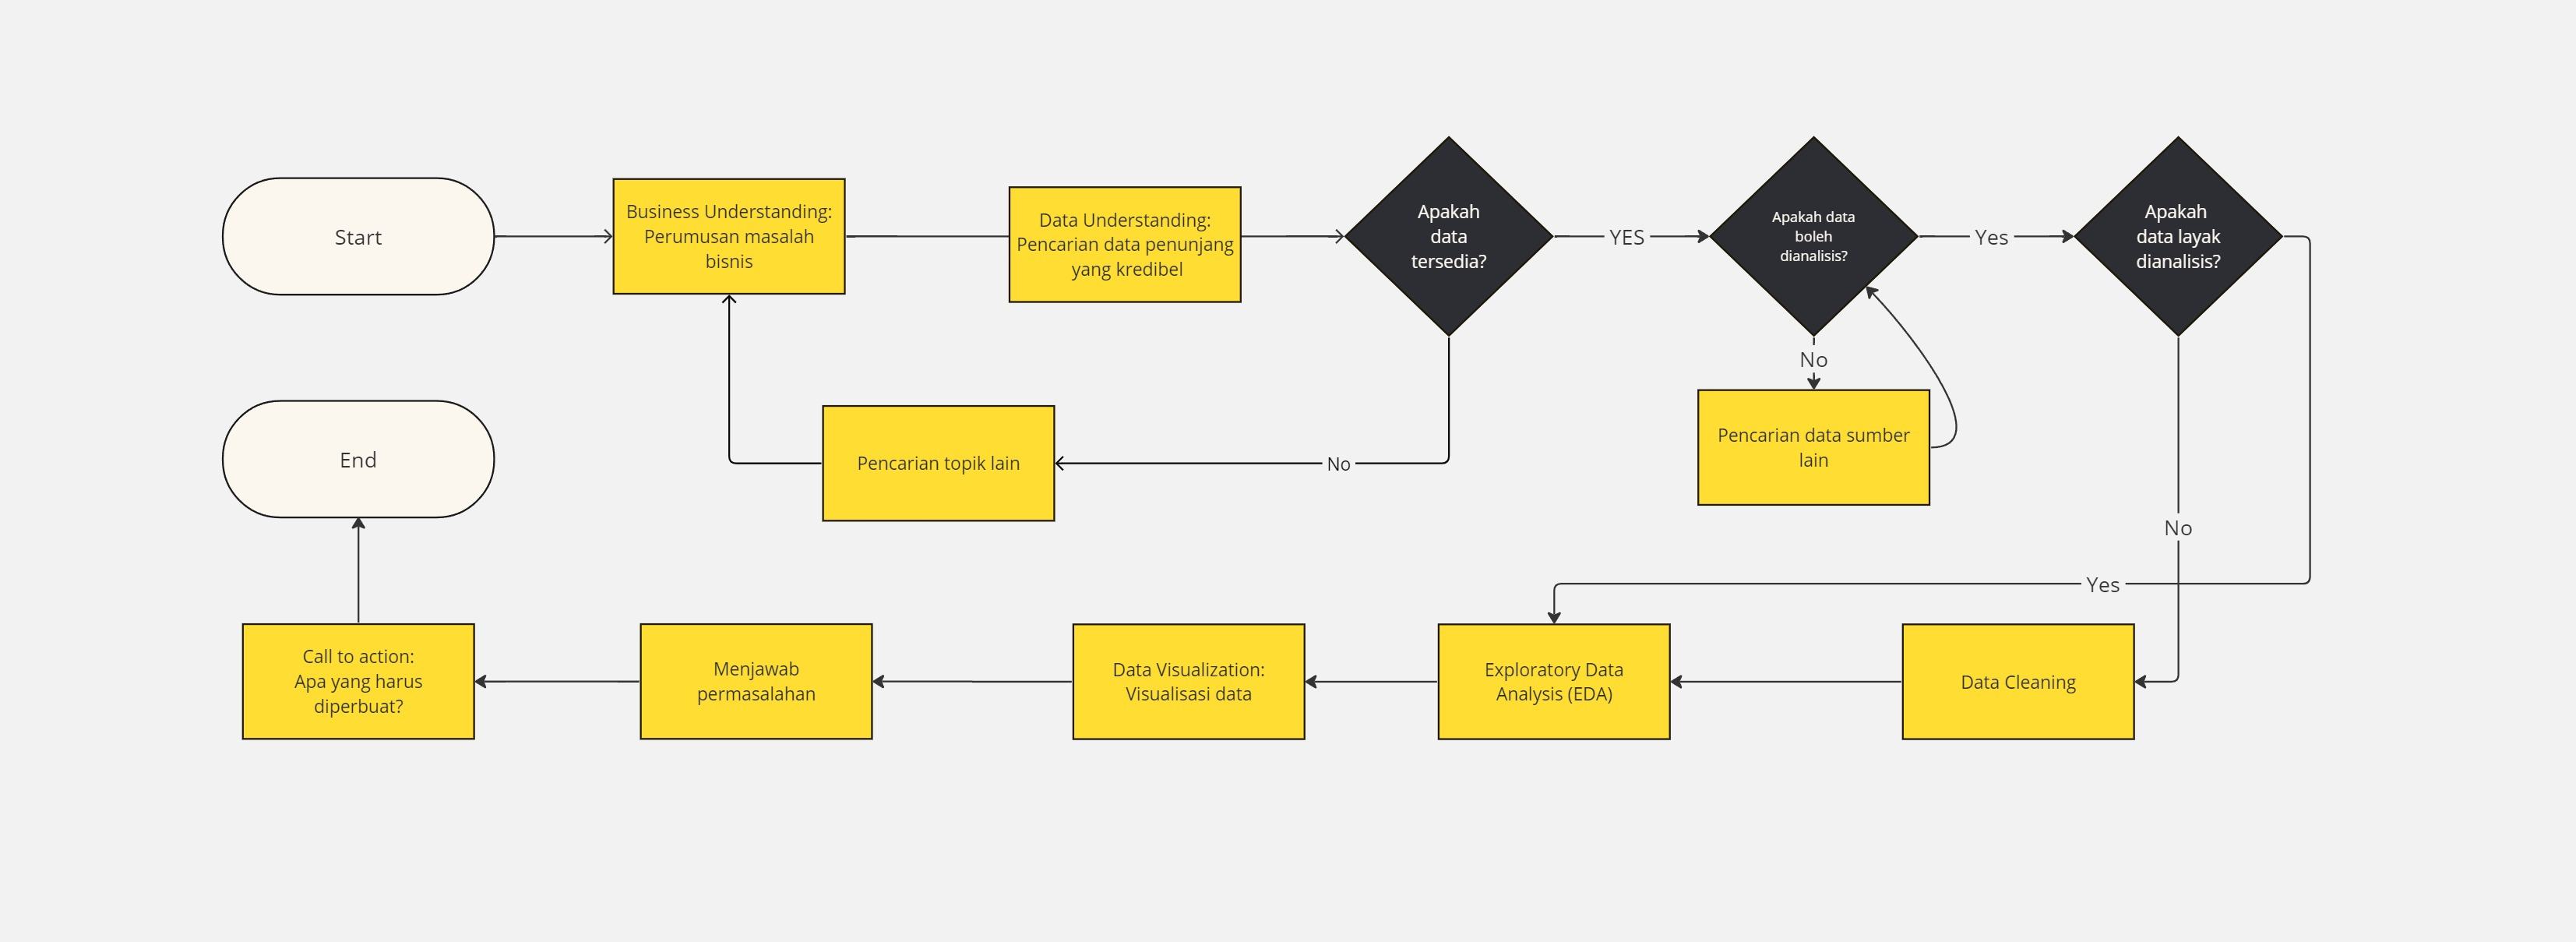 Start
Business Understanding:
Perumusan masalah
bisnis
Data Understanding:
Pencarian data penunjang
yang kredibel
Apakah
data
tersedia?
YES
Apakah data
boleh
dianalisis?
Yes
Apakah
data layak
dianalisis?
No
Pencarian data sumber
lain
End
Pencarian topik lain
No
No
Yes
Call to action:
Apa yang harus
diperbuat?
Menjawab
permasalahan
Data Visualization:
Visualisasi data
Exploratory Data
Analysis (EDA)
Data Cleaning